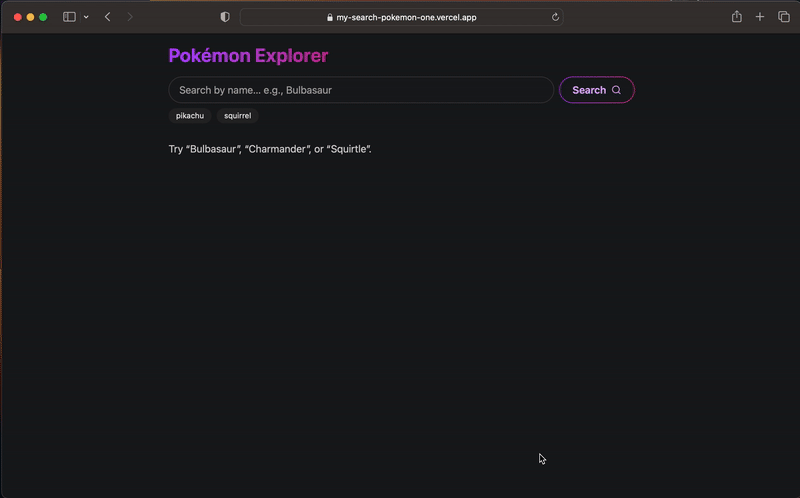 my-search-pokemon-one.vercel.app
Pokémon Explorer
Search by name... e.g., Bulbasaur
Search
pikachu squirrel
Try “Bulbasaur”, “Charmander”, or “Squirtle”.